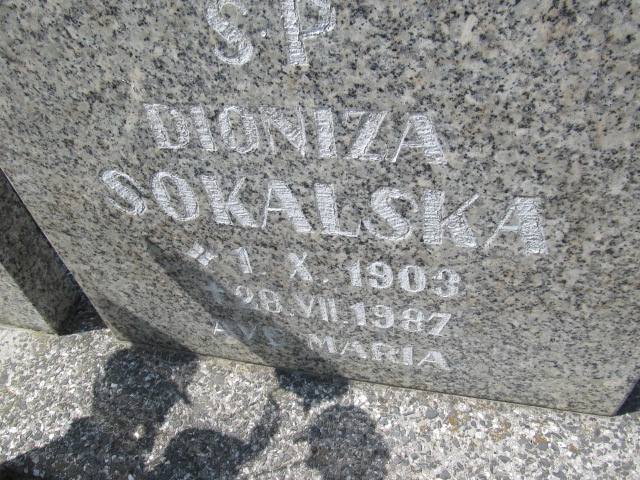 S.P
DIONIZA
SOKALSKA
* 1. X. 1903
+ 28.VII.1987
AVE MARIA